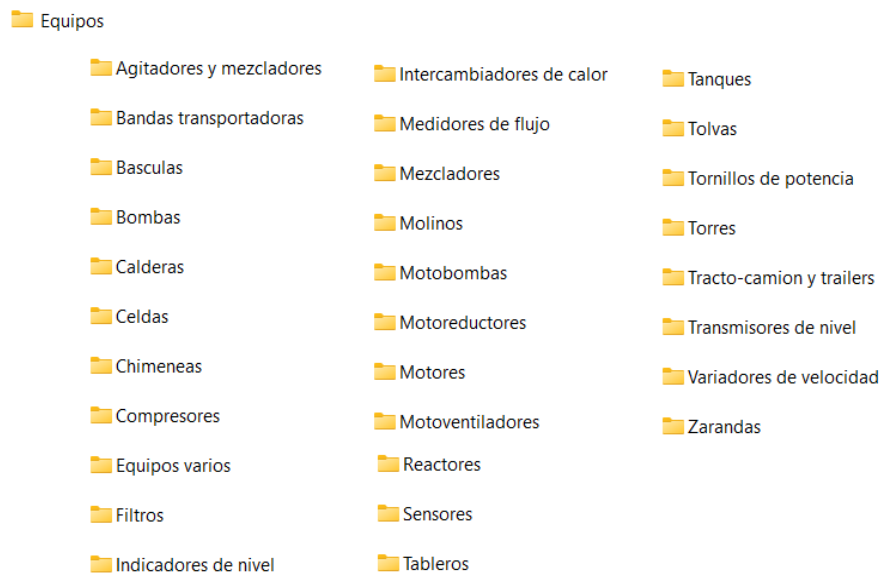 Equipos
Agitadores y mezcladores
Bandas transportadoras
Basculas
Bombas
Calderas
Celdas
Chimeneas
Compresores
Equipos varios
Filtros
Indicadores de nivel
Intercambiadores de calor
Medidores de flujo
Mezcladores
Molinos
Motobombas
Motoreductores
Motores
Motoventiladores
Reactores
Sensores
Tableros
Tanques
Tolvas
Tornillos de potencia
Torres
Tracto-camion y trailers
Transmisores de nivel
Variadores de velocidad
Zarandas